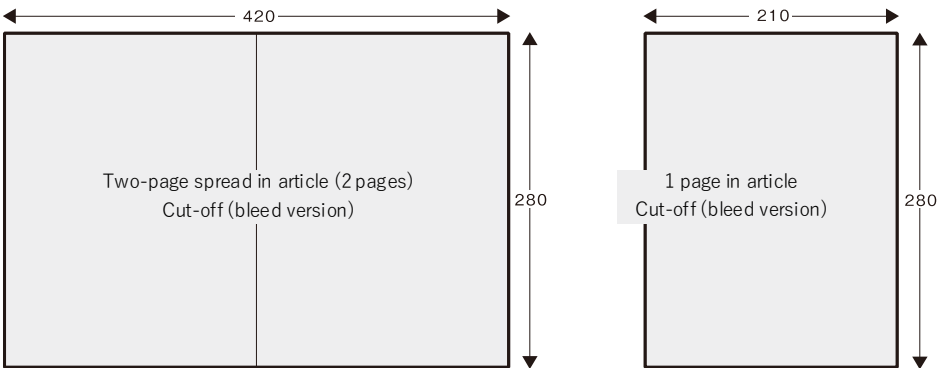 420
210
Two-page spread in article (2 pages)
Cut-off (bleed version)
280
1 page in article
Cut-off (bleed version)
280